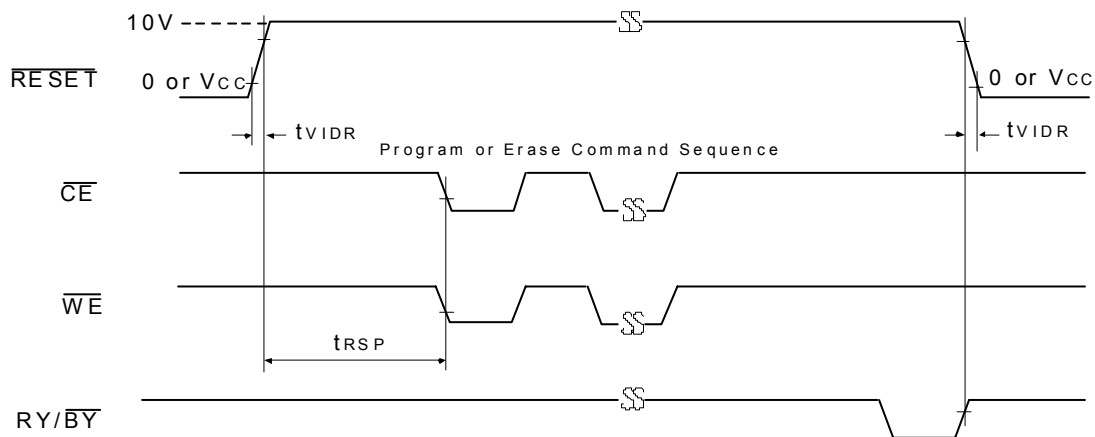 10V
RESET 0 or VCC 0 or VCC
tVIDR tVIDR
Program or Erase Command Sequence
CE
WE
tRSP
RY/BY